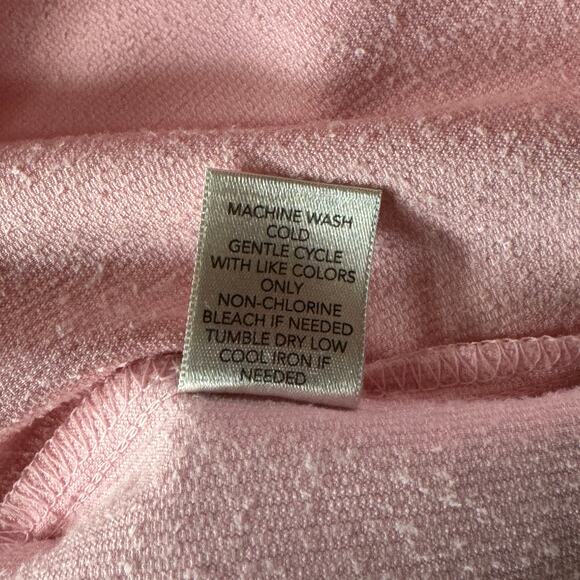 MACHINE WASH
COLD
GENTLE CYCLE
WITH LIKE COLORS
ONLY
NON-CHLORINE
BLEACH IF NEEDED
TUMBLE DRY LOW
COOL IRON IF
NEEDED